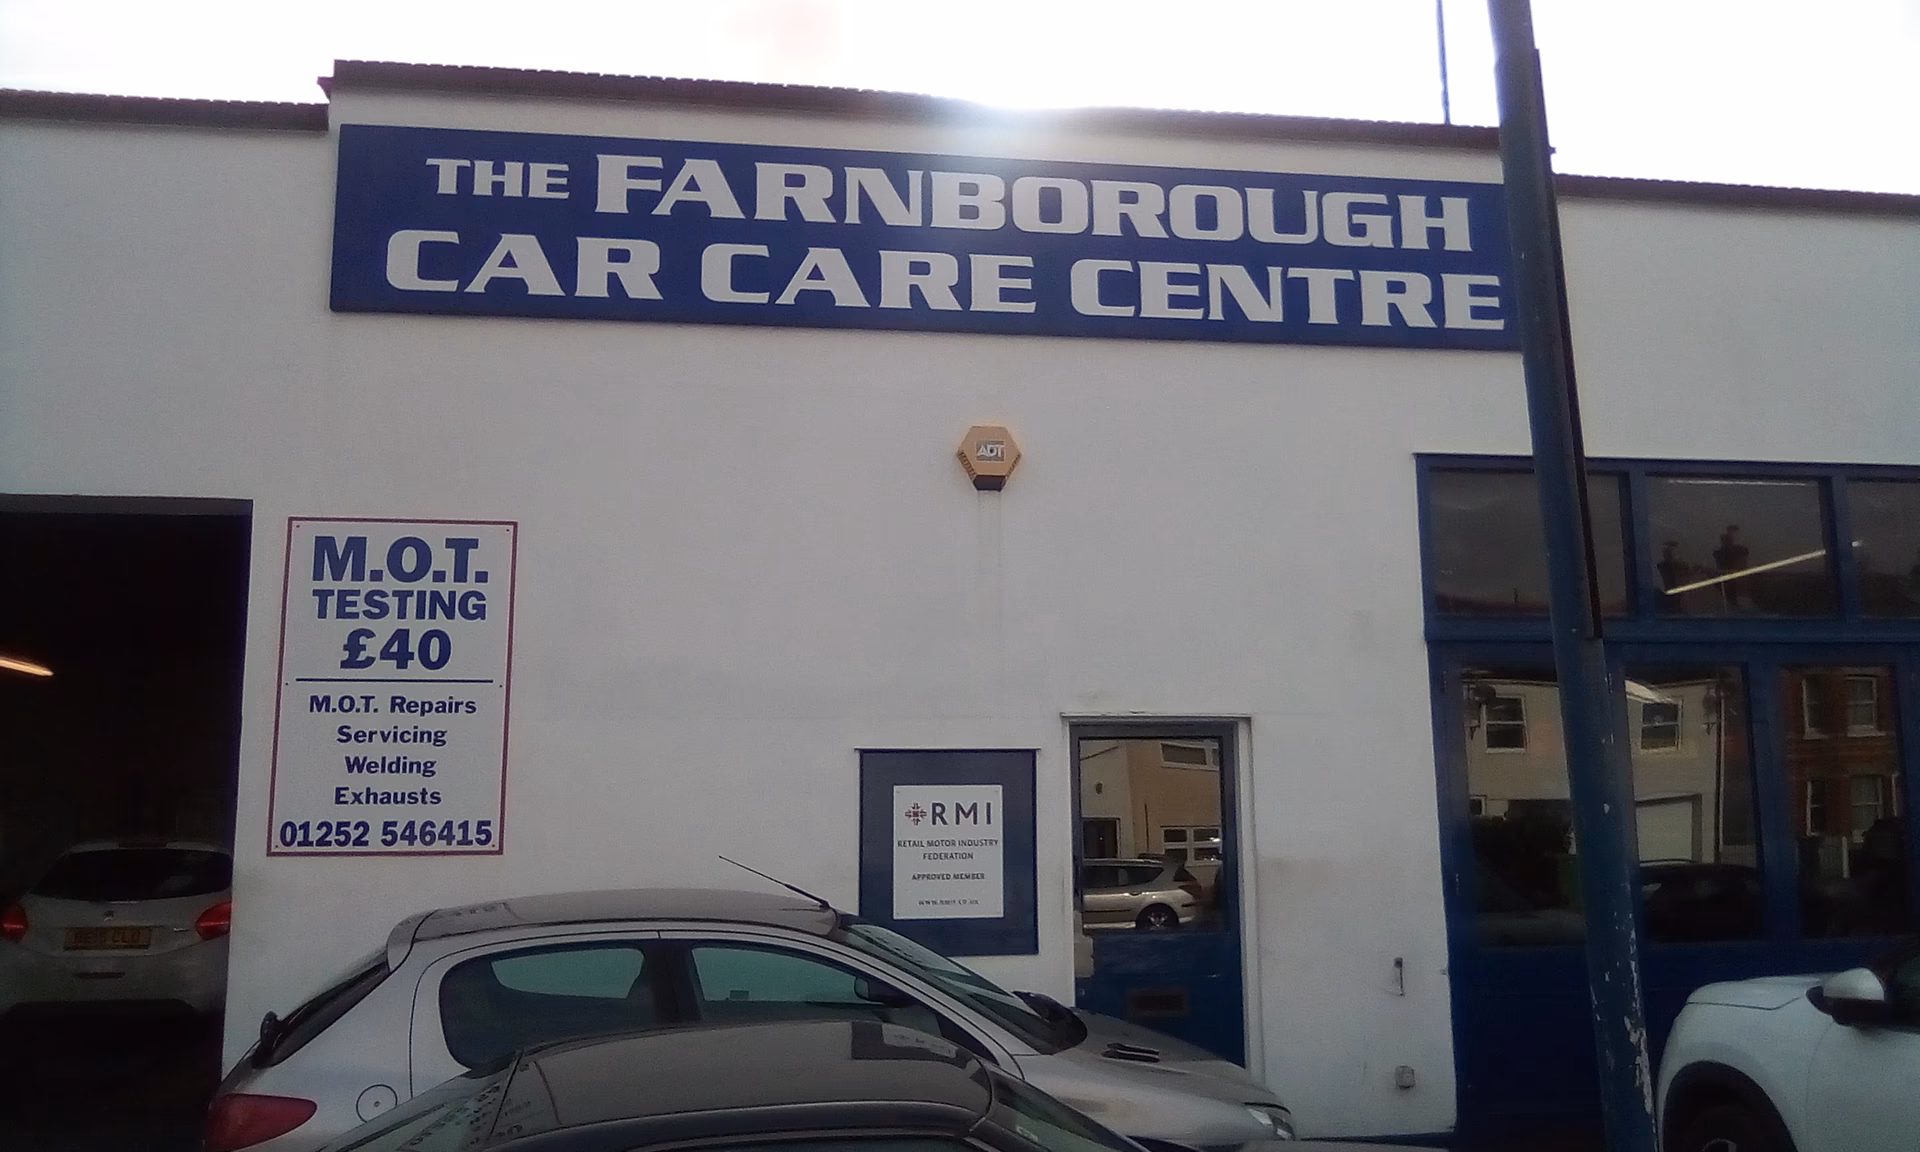 THE FARNBOROUGH
CAR CARE CENTRE
ADT
M.O.T.
TESTING
£40
M.O.T. Repairs
Servicing
Welding
Exhausts
01252 546415
RMI
RETAIL MOTOR INDUSTRY
FEDERATION
APPROVED MEMBER